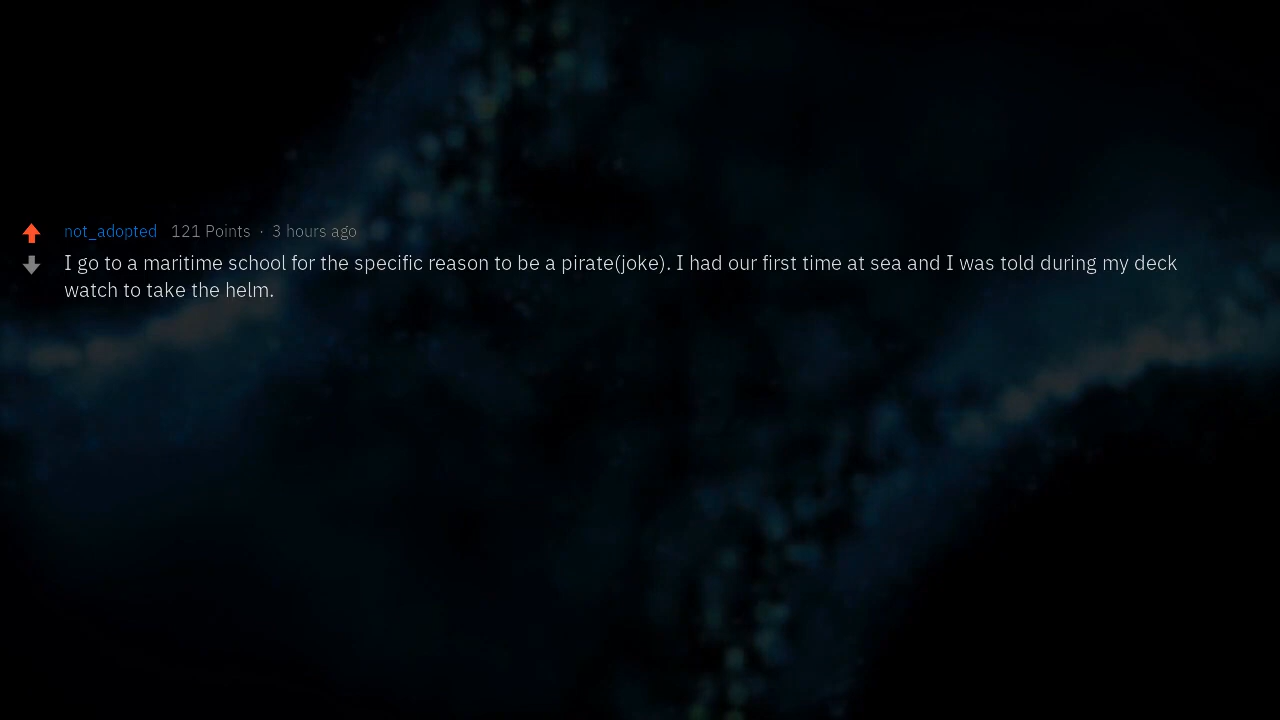 not_adopted 121 Points · 3 hours ago
I go to a maritime school for the specific reason to be a pirate(joke). I had our first time at sea and I was told during my deck
watch to take the helm.